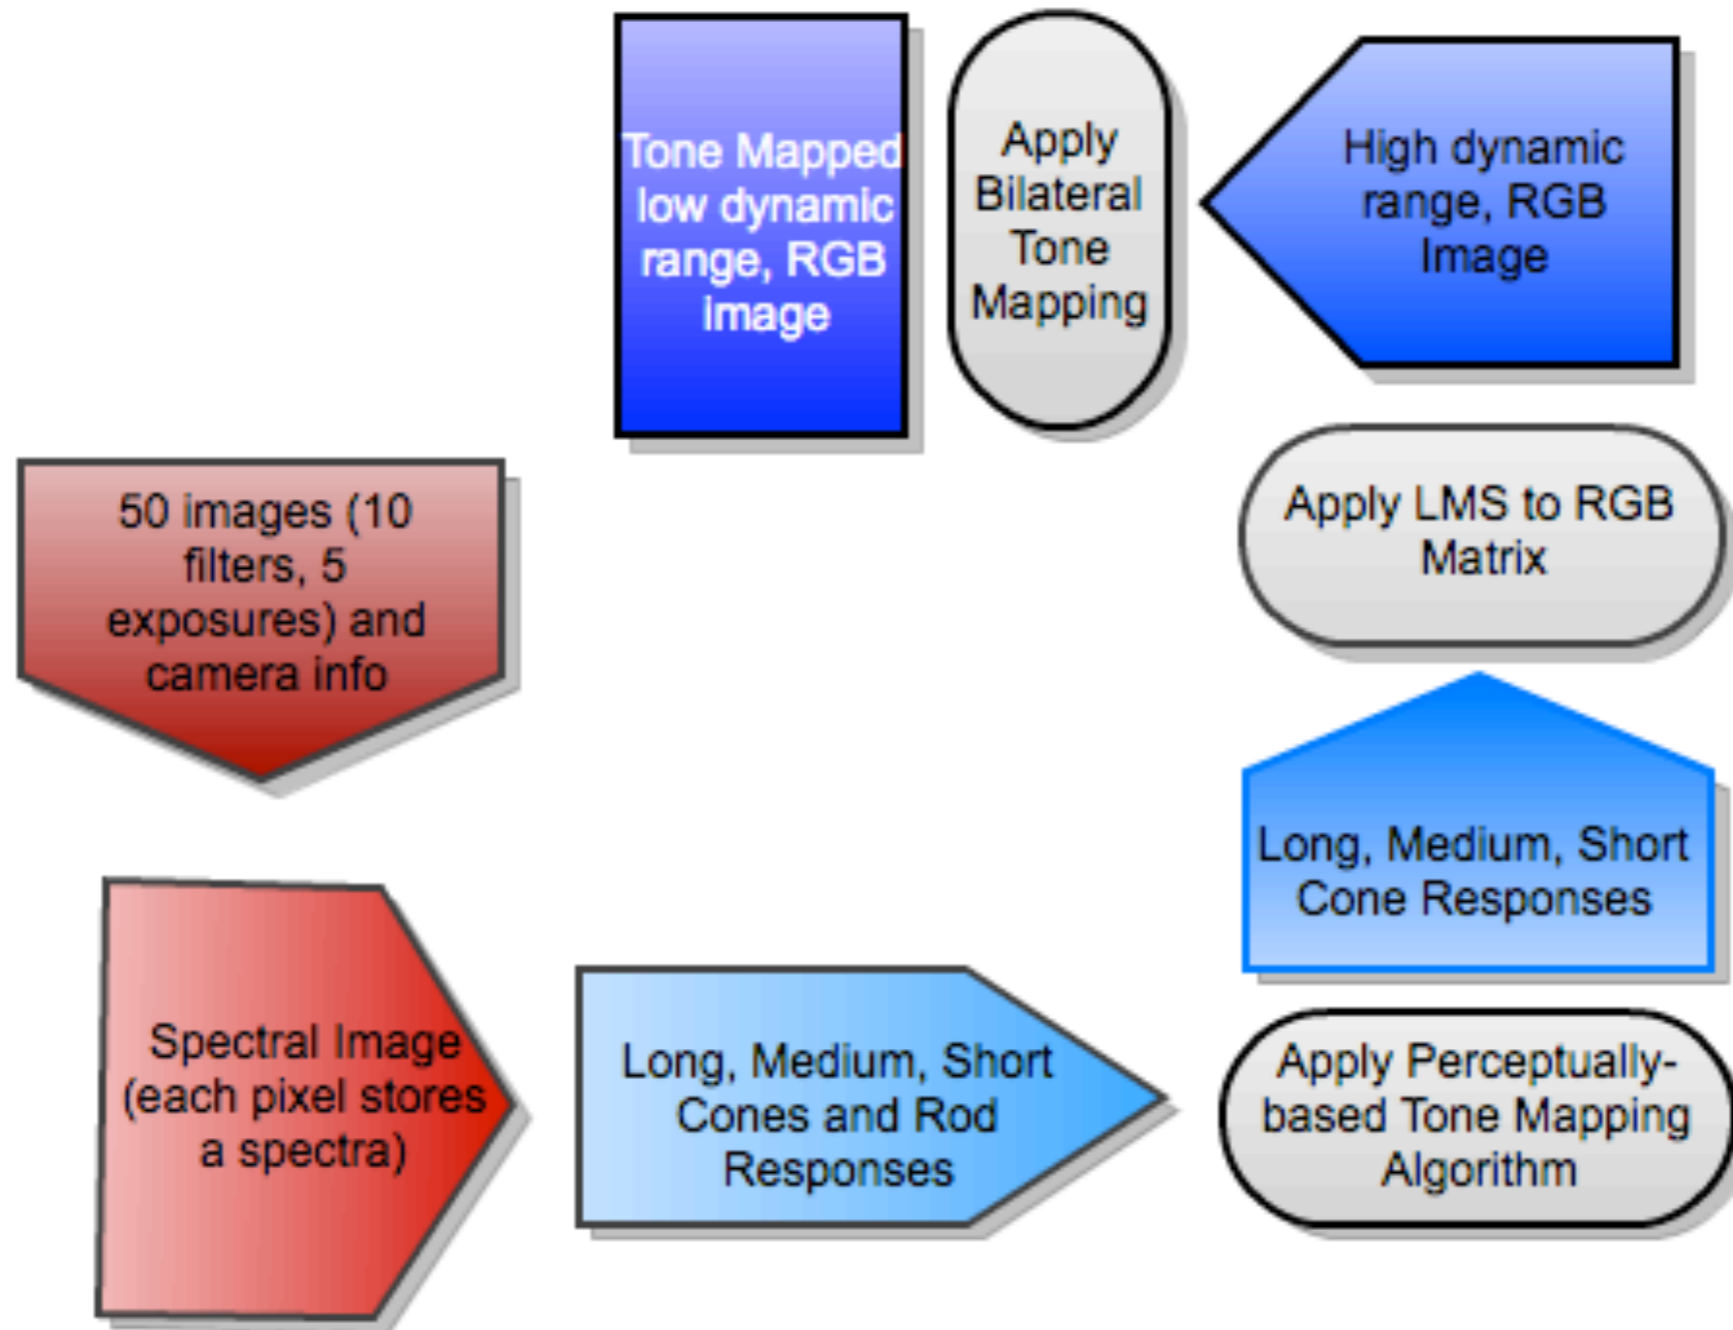 Tone Mapped
low dynamic
range, RGB
image
Apply
Bilateral
Tone
Mapping
High dynamic
range, RGB
Image
50 images (10
filters, 5
exposures) and
camera info
Apply LMS to RGB
Matrix
Long, Medium, Short
Cone Responses
Spectral Image
(each pixel stores
a spectra)
Long, Medium, Short
Cones and Rod
Responses
Apply Perceptually-
based Tone Mapping
Algorithm